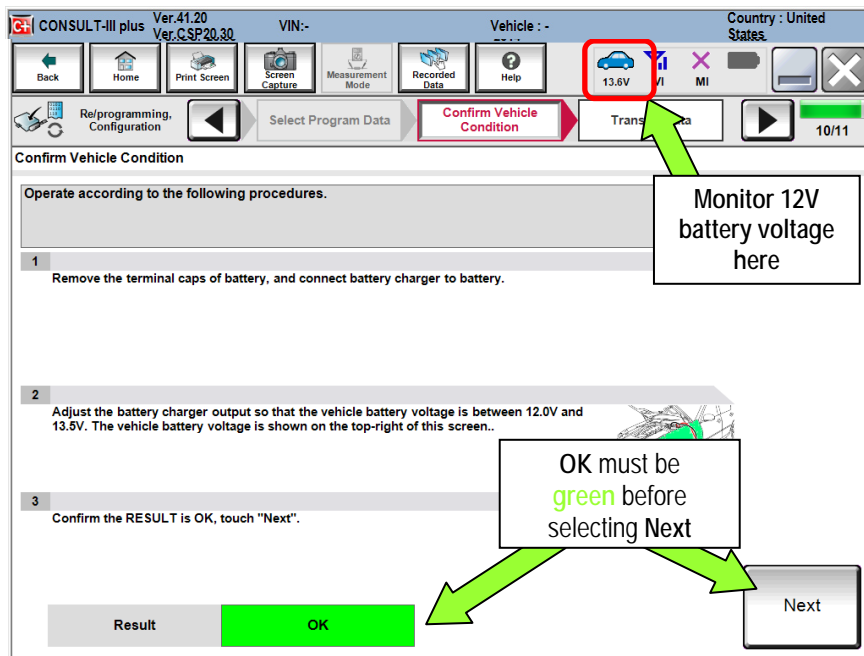 C+ CONSULT-III plus Ver.41.20 VIN:- Vehicle : - Country : United
Ver.CSP20.30 States
Back Home Print Screen Screen Capture Measurement Mode Recorded Data Help 13.6V VI MI
Re/programming, Configuration Select Program Data Confirm Vehicle Condition 10/11
Confirm Vehicle Condition
Operate according to the following procedures.
Monitor 12V
battery voltage
here
1
Remove the terminal caps of battery, and connect battery charger to battery.
2
Adjust the battery charger output so that the vehicle battery voltage is between 12.0V and
13.5V. The vehicle battery voltage is shown on the top-right of this screen..
OK must be
green before
selecting Next
3
Confirm the RESULT is OK, touch "Next".
Result OK
Next